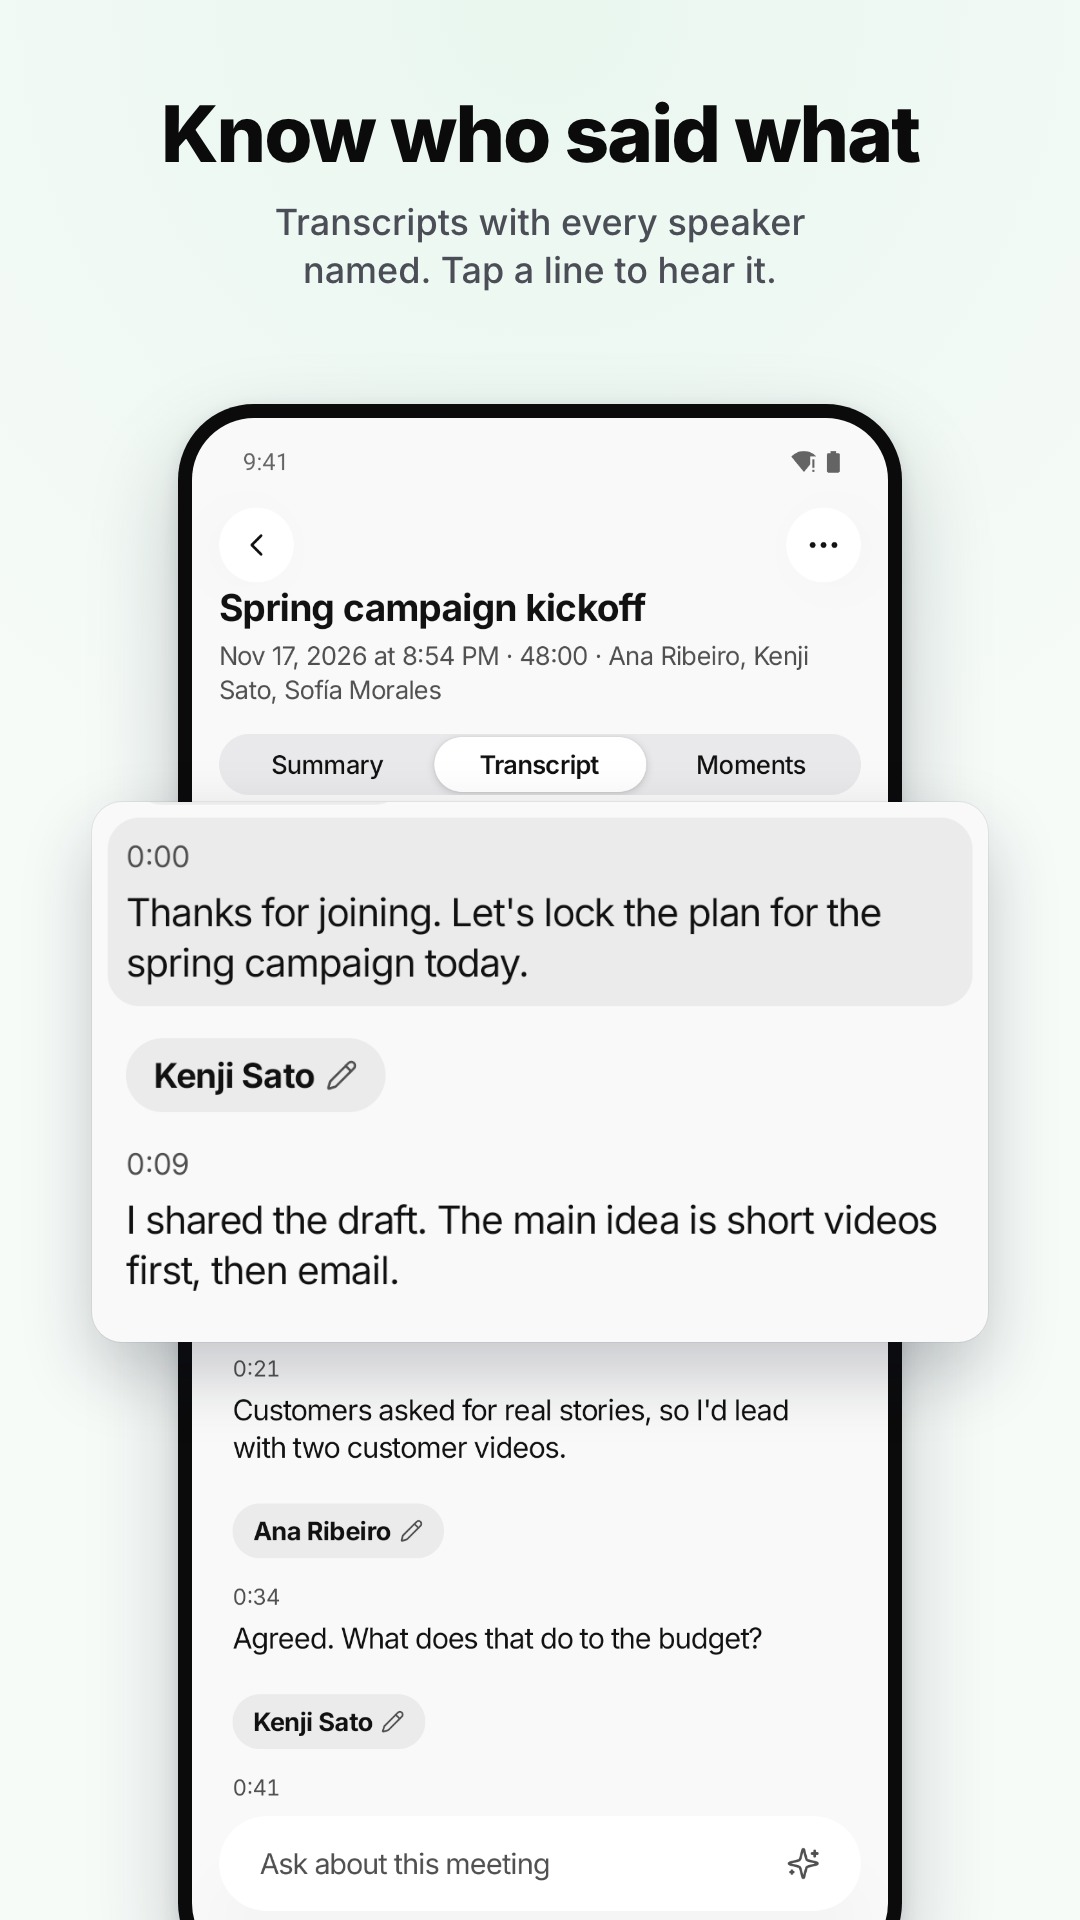 Know who said what
Transcripts with every speaker
named. Tap a line to hear it.
9:41
Spring campaign kickoff
Nov 17, 2026 at 8:54 PM · 48:00 · Ana Ribeiro, Kenji
Sato, Sofía Morales
Summary
Transcript
Moments
0:00
Thanks for joining. Let's lock the plan for the
spring campaign today.
Kenji Sato
0:09
I shared the draft. The main idea is short videos
first, then email.
0:21
Customers asked for real stories, so I'd lead
with two customer videos.
Ana Ribeiro
0:34
Agreed. What does that do to the budget?
Kenji Sato
0:41
Ask about this meeting